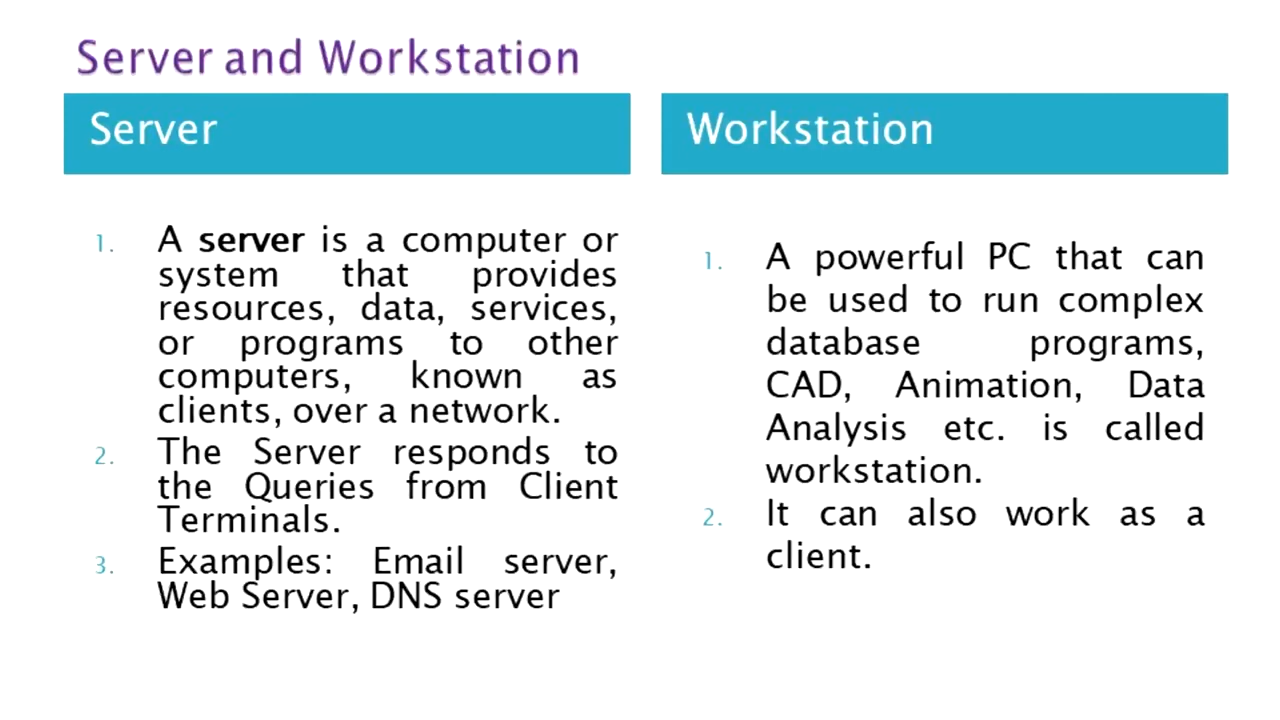 Server and Workstation
Server
1. A server is a computer or
system that provides
resources, data, services,
or programs to other
computers, known as
clients, over a network.
2. The Server responds to
the Queries from Client
Terminals.
3. Examples: Email server,
Web Server, DNS server
Workstation
1. A powerful PC that can
be used to run complex
database programs,
CAD, Animation, Data
Analysis etc. is called
workstation.
2. It can also work as a
client.